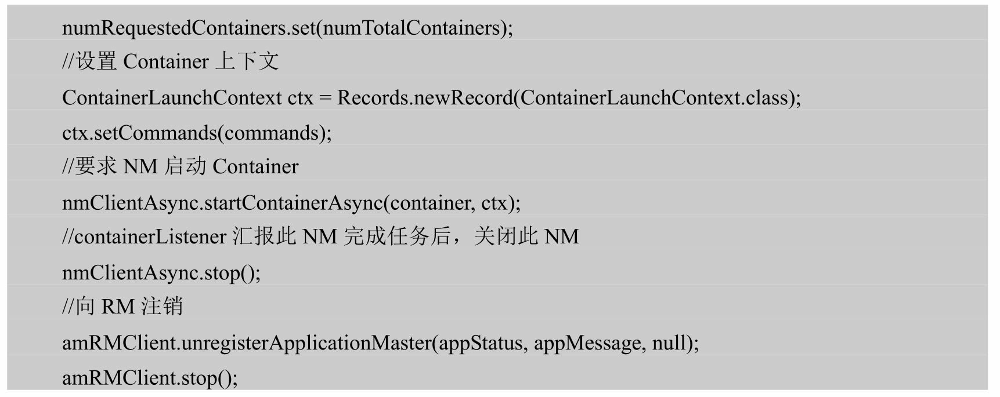 numRequestedContainers.set(numTotalContainers);
//设置 Container 上下文
ContainerLaunchContext ctx = Records.newRecord(ContainerLaunchContext.class);
ctx.setCommands(commands);
//要求 NM 启动 Container
nmClientAsync.startContainerAsync(container, ctx);
//containerListener 汇报此 NM 完成任务后，关闭此 NM
nmClientAsync.stop();
//向 RM 注销
amRMClient.unregisterApplicationMaster(appStatus, appMessage, null);
amRMClient.stop();